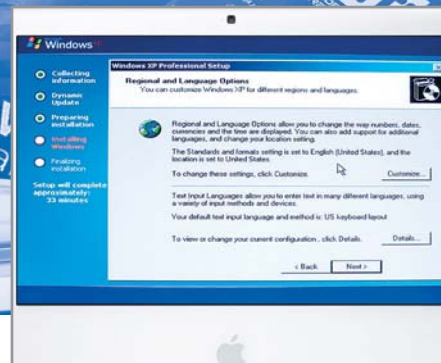 Windows XP
Collecting
information
Dynamic
Update
Preparing
installation
Installing
Windows
Finalizing
installation
Setup will complete
approximately:
33 minutes
Windows XP Professional Setup
Regional and Language Options
You can customize Windows XP for different regions and languages.
Regional and Language Options allow you to change the way numbers, dates,
currencies and the time are displayed. You can also add support for additional
languages, and change your location setting.
The Standards and formats setting is set to English (United States), and the
location is set to United States
To change these settings, click Customize.
Customize...
Text Input Languages allow you to enter text in many different languages, using
a variety of input methods and devices.
Your default text input language and method is: US keyboard layout
To view or change your current configuration, click Details.
Details...
< Back
Next >